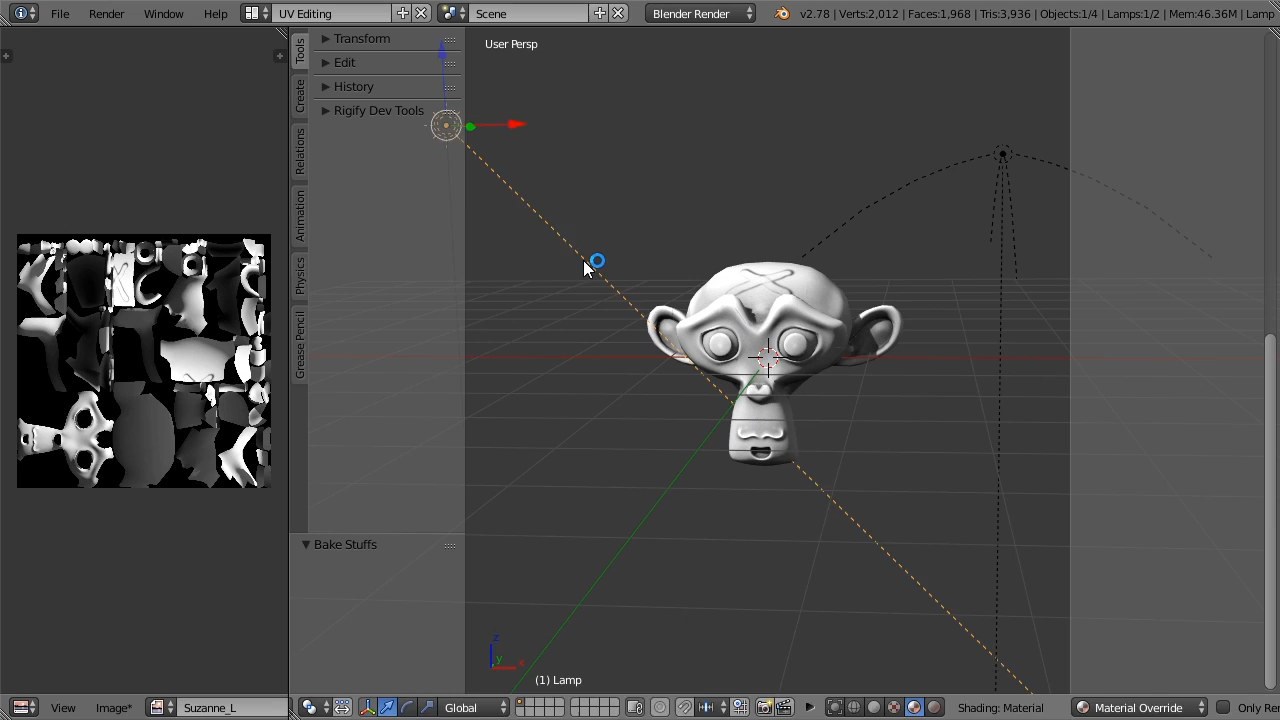 File Render Window Help UV Editing Scene Blender Render v2.78 | Verts:2,012 | Faces:1,968 | Tris:3,936 | Objects:1/4 | Lamps:1/2 | Mem:46.36M | Lamp
Tools
Create
Relations
Animation
Physics
Grease Pencil
Transform
Edit
History
Rigify Dev Tools
User Persp
Bake Stuffs
z
y
x
(1) Lamp
View Image* Suzanne_L Global Shading: Material Material Override Only Ren